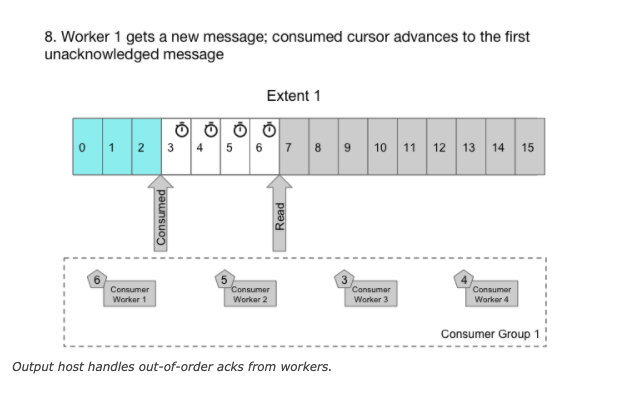 8. Worker 1 gets a new message; consumed cursor advances to the first
unacknowledged message
Extent 1
0 1 2 3 4 5 6 7 8 9 10 11 12 13 14 15
Consumed
Read
6
Consumer
Worker 1
5
Consumer
Worker 2
3
Consumer
Worker 3
4
Consumer
Worker 4
Consumer Group 1
Output host handles out-of-order acks from workers.